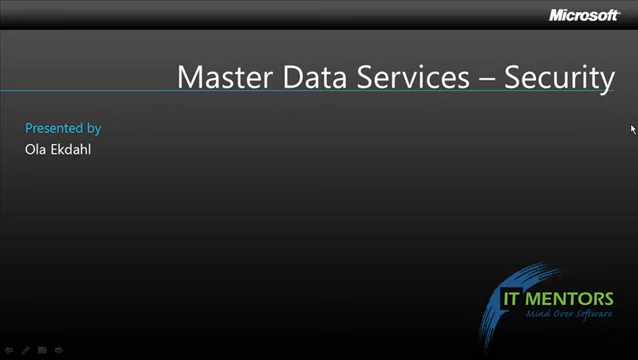 Microsoft
Master Data Services – Security
Presented by
Ola Ekdahl
IT MENTORS
Mind Over Software